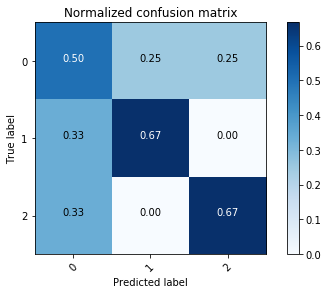 Normalized confusion matrix
0 0.50 0.25 0.25
1 0.33 0.67 0.00
2 0.33 0.00 0.67
0 1 2
True label
Predicted label
0.6
0.5
0.4
0.3
0.2
0.1
0.0